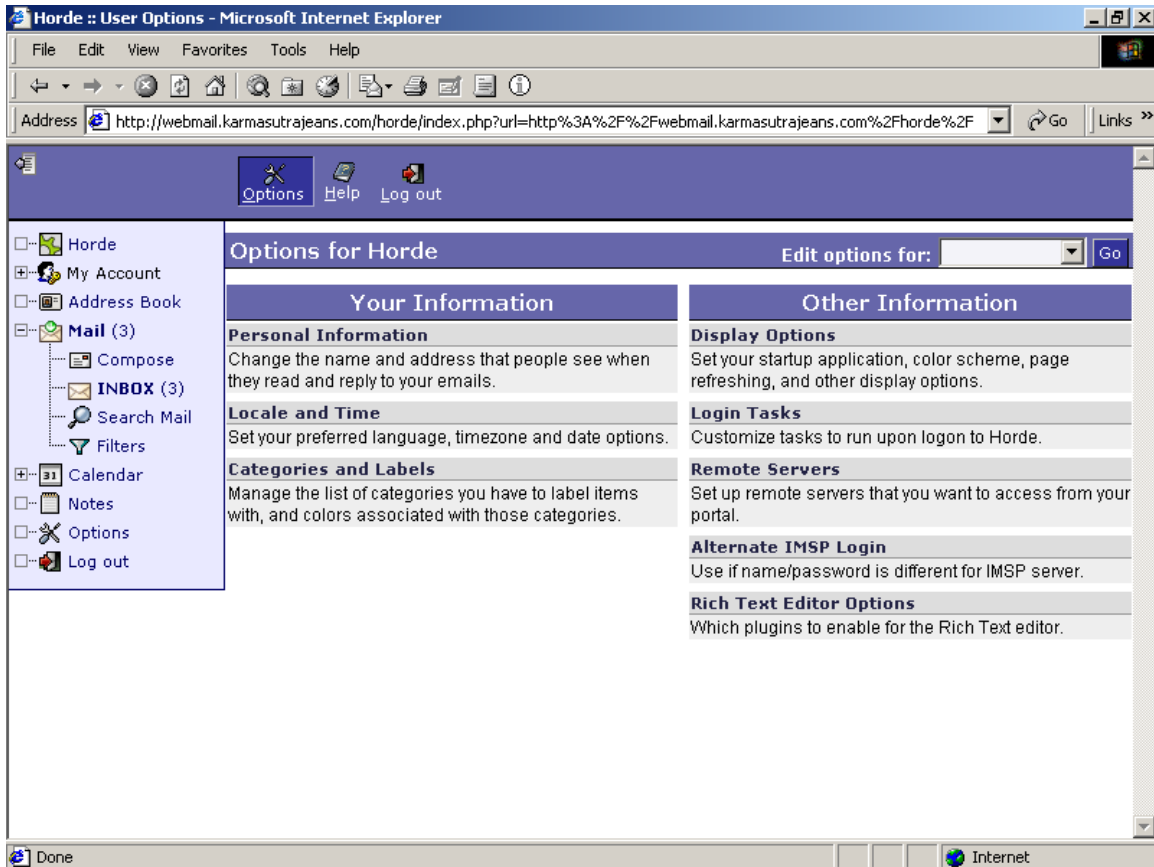 Horde :: User Options - Microsoft Internet Explorer
File Edit View Favorites Tools Help
Address http://webmail.karmasutrajeans.com/horde/index.php?url=http%3A%2F%2Fwebmail.karmasutrajeans.com%2Fhorde%2F Go Links »
Options Help Log out
Horde
My Account
Address Book
Mail (3)
Compose
INBOX (3)
Search Mail
Filters
31 Calendar
Notes
Options
Log out
Options for Horde
Edit options for: Go
Your Information
Personal Information
Change the name and address that people see when
they read and reply to your emails.
Locale and Time
Set your preferred language, timezone and date options.
Categories and Labels
Manage the list of categories you have to label items
with, and colors associated with those categories.
Other Information
Display Options
Set your startup application, color scheme, page
refreshing, and other display options.
Login Tasks
Customize tasks to run upon logon to Horde.
Remote Servers
Set up remote servers that you want to access from your
portal.
Alternate IMSP Login
Use if name/password is different for IMSP server.
Rich Text Editor Options
Which plugins to enable for the Rich Text editor.
Done
Internet